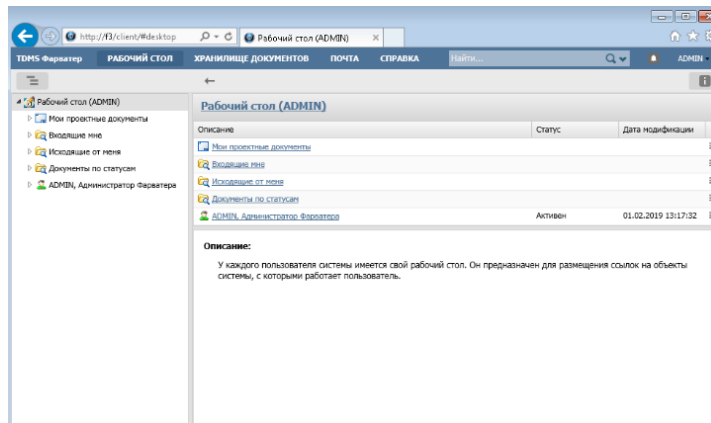 http://f3/client/#desktop
Рабочий стол (ADMIN)
TDMS Фарватер РАБОЧИЙ СТОЛ ХРАНИЛИЩЕ ДОКУМЕНТОВ ПОЧТА СПРАВКА Найти... ADMIN
Рабочий стол (ADMIN)
Мои проектные документы
Входящие мне
Исходящие от меня
Документы по статусам
ADMIN, Администратор Фарватера
Рабочий стол (ADMIN)
Описание Статус Дата модификации
Мои проектные документы
Входящие мне
Исходящие от меня
Документы по статусам
ADMIN, Администратор Фарватера Активен 01.02.2019 13:17:32
Описание:
У каждого пользователя системы имеется свой рабочий стол. Он предназначен для размещения ссылок на объекты
системы, с которыми работает пользователь.